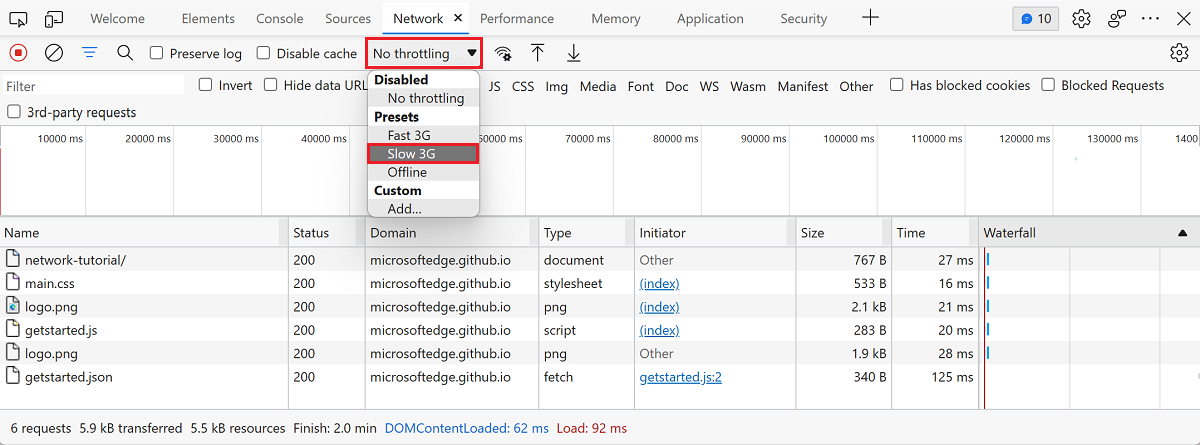 Welcome Elements Console Sources Network Performance Memory Application Security 10
Preserve log Disable cache No throttling
Filter Invert Hide data URL JS CSS Img Media Font Doc WS Wasm Manifest Other Has blocked cookies Blocked Requests
3rd-party requests
Disabled
No throttling
Presets
Fast 3G
Slow 3G
Offline
Custom
Add...
10000 ms 20000 ms 30000 ms 40000 ms 60000 ms 70000 ms 80000 ms 90000 ms 100000 ms 110000 ms 120000 ms 130000 ms 1400
Name Status Domain Type Initiator Size Time Waterfall
network-tutorial/ 200 microsoftedge.github.io document Other 767 B 27 ms
main.css 200 microsoftedge.github.io stylesheet (index) 533 B 16 ms
logo.png 200 microsoftedge.github.io png (index) 2.1 kB 21 ms
getstarted.js 200 microsoftedge.github.io script (index) 283 B 20 ms
logo.png 200 microsoftedge.github.io png Other 1.9 kB 28 ms
getstarted.json 200 microsoftedge.github.io fetch getstarted.js:2 340 B 125 ms
6 requests 5.9 kB transferred 5.5 kB resources Finish: 2.0 min DOMContentLoaded: 62 ms Load: 92 ms